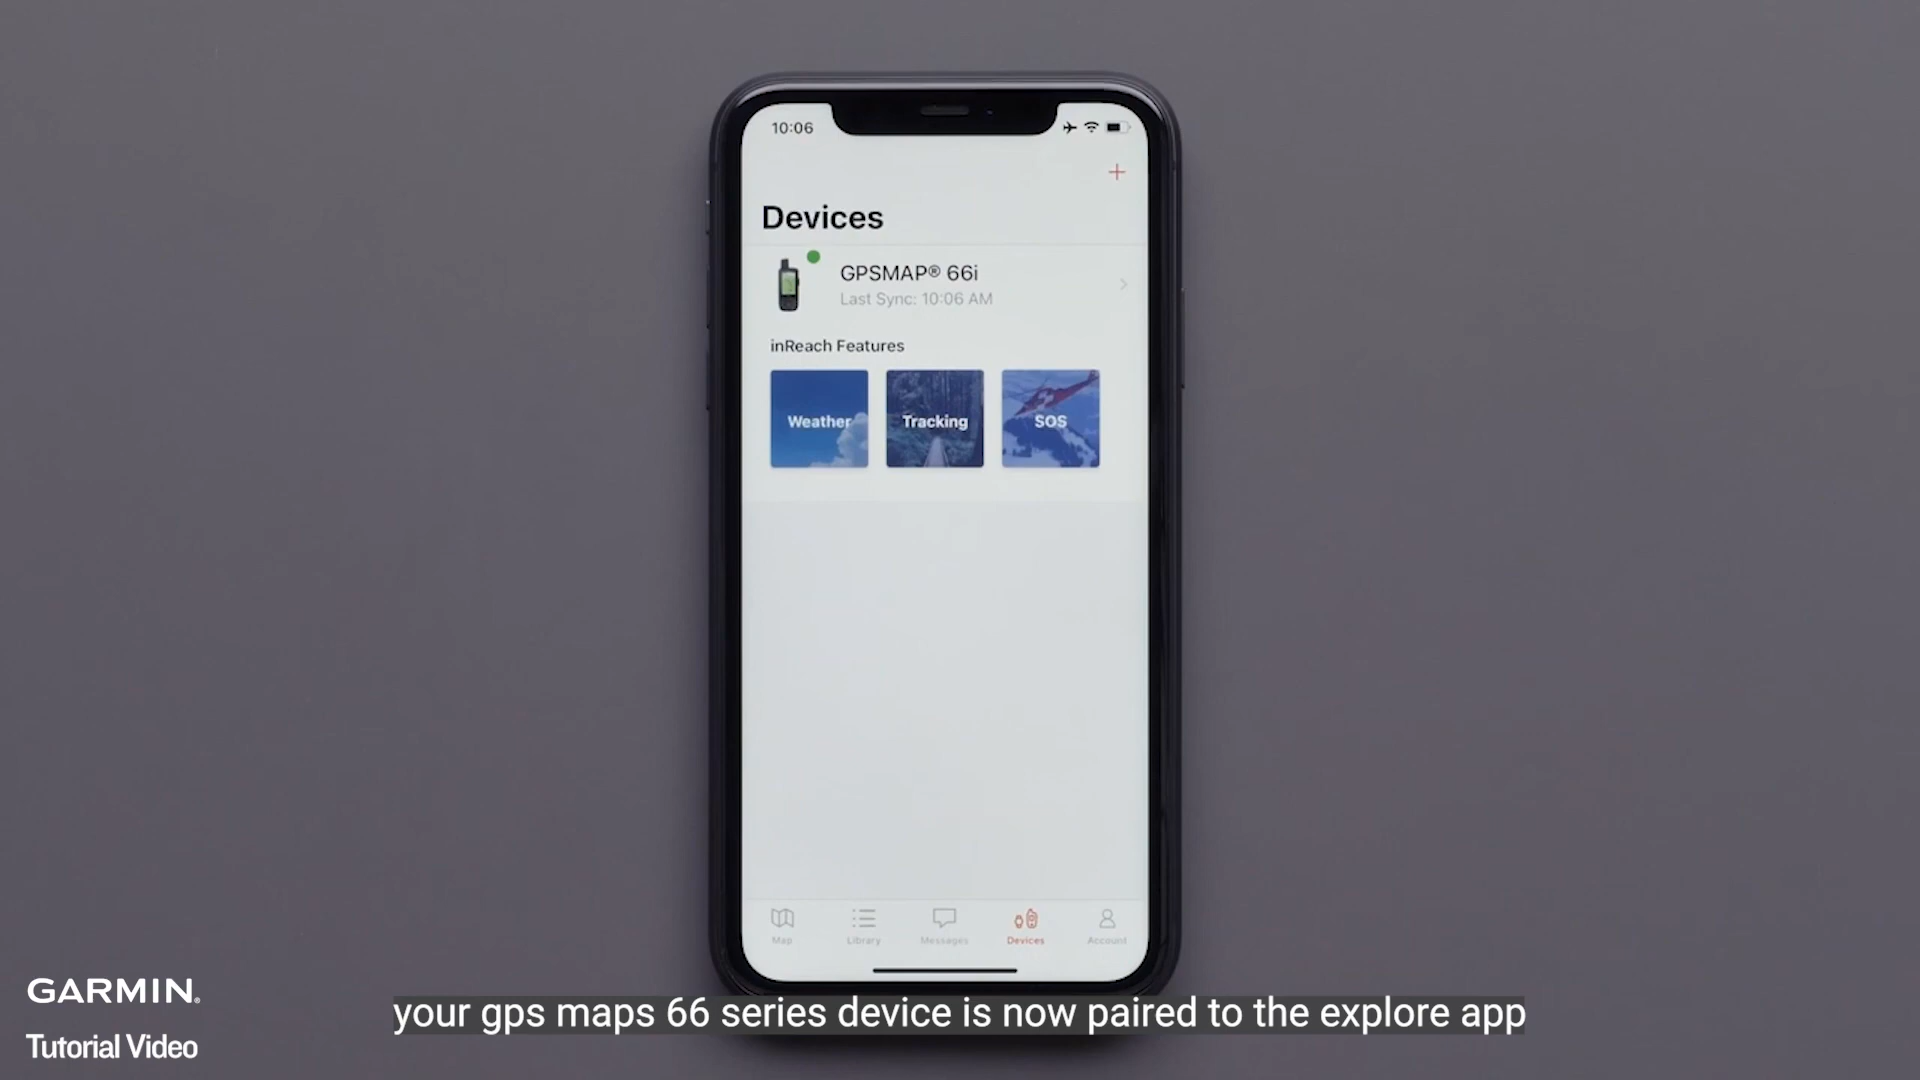 10:06
Devices
GPSMAP® 66i
Last Sync: 10:06 AM
inReach Features
Weather
Tracking
SOS
Map
Library
Messages
Devices
Account
GARMIN®
Tutorial Video
your gps maps 66 series device is now paired to the explore app